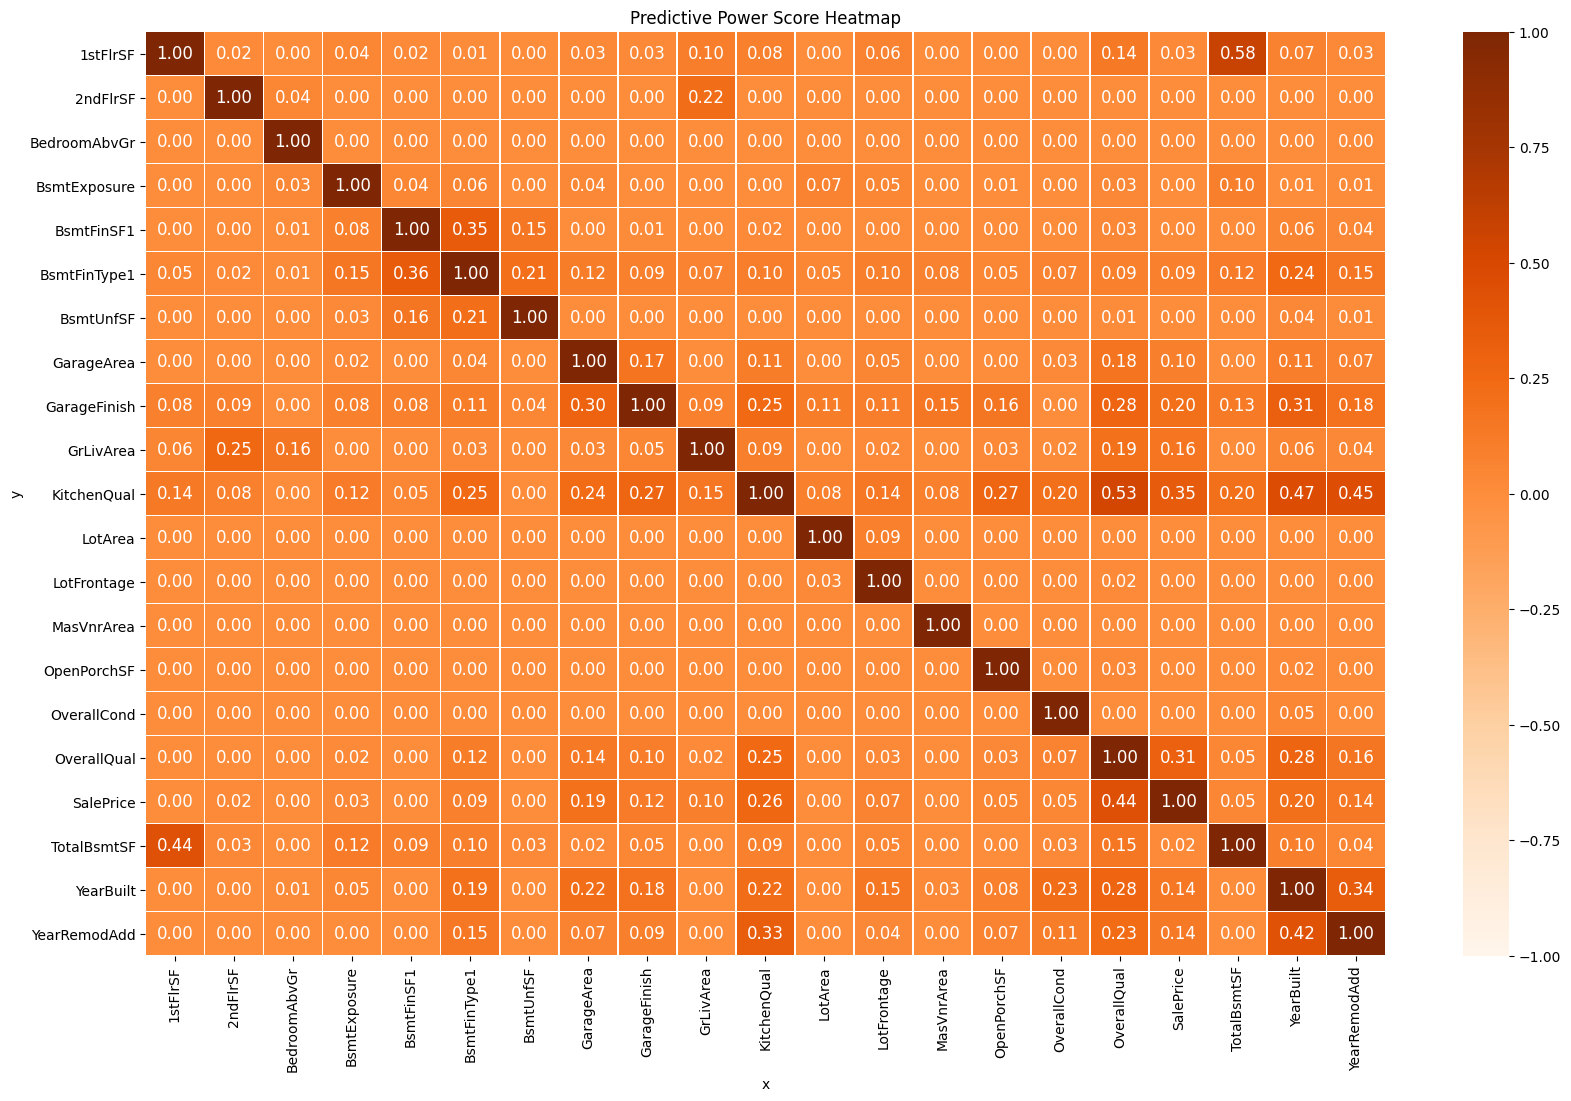 Predictive Power Score Heatmap
1stFlrSF 1.00 0.02 0.00 0.04 0.02 0.01 0.00 0.03 0.03 0.10 0.08 0.00 0.06 0.00 0.00 0.00 0.14 0.03 0.58 0.07 0.03
2ndFlrSF 0.00 1.00 0.04 0.00 0.00 0.00 0.00 0.00 0.00 0.22 0.00 0.00 0.00 0.00 0.00 0.00 0.00 0.00 0.00 0.00 0.00
BedroomAbvGr 0.00 0.00 1.00 0.00 0.00 0.00 0.00 0.00 0.00 0.00 0.00 0.00 0.00 0.00 0.00 0.00 0.00 0.00 0.00 0.00 0.00
BsmtExposure 0.00 0.00 0.03 1.00 0.04 0.06 0.00 0.04 0.00 0.00 0.00 0.07 0.05 0.00 0.01 0.00 0.03 0.00 0.10 0.01 0.01
BsmtFinSF1 0.00 0.00 0.01 0.08 1.00 0.35 0.15 0.00 0.01 0.00 0.02 0.00 0.00 0.00 0.00 0.00 0.03 0.00 0.00 0.06 0.04
BsmtFinType1 0.05 0.02 0.01 0.15 0.36 1.00 0.21 0.12 0.09 0.07 0.10 0.05 0.10 0.08 0.05 0.07 0.09 0.09 0.12 0.24 0.15
BsmtUnfSF 0.00 0.00 0.00 0.03 0.16 0.21 1.00 0.00 0.00 0.00 0.00 0.00 0.00 0.00 0.00 0.00 0.01 0.00 0.00 0.04 0.01
GarageArea 0.00 0.00 0.00 0.02 0.00 0.04 0.00 1.00 0.17 0.00 0.11 0.00 0.05 0.00 0.00 0.03 0.18 0.10 0.00 0.11 0.07
GarageFinish 0.08 0.09 0.00 0.08 0.08 0.11 0.04 0.30 1.00 0.09 0.25 0.11 0.11 0.15 0.16 0.00 0.28 0.20 0.13 0.31 0.18
GrLivArea 0.06 0.25 0.16 0.00 0.00 0.03 0.00 0.03 0.05 1.00 0.09 0.00 0.02 0.00 0.03 0.02 0.19 0.16 0.00 0.06 0.04
KitchenQual 0.14 0.08 0.00 0.12 0.05 0.25 0.00 0.24 0.27 0.15 1.00 0.08 0.14 0.08 0.27 0.20 0.53 0.35 0.20 0.47 0.45
LotArea 0.00 0.00 0.00 0.00 0.00 0.00 0.00 0.00 0.00 0.00 0.00 1.00 0.09 0.00 0.00 0.00 0.00 0.00 0.00 0.00 0.00
LotFrontage 0.00 0.00 0.00 0.00 0.00 0.00 0.00 0.00 0.00 0.00 0.00 0.03 1.00 0.00 0.00 0.00 0.02 0.00 0.00 0.00 0.00
MasVnrArea 0.00 0.00 0.00 0.00 0.00 0.00 0.00 0.00 0.00 0.00 0.00 0.00 0.00 1.00 0.00 0.00 0.00 0.00 0.00 0.00 0.00
OpenPorchSF 0.00 0.00 0.00 0.00 0.00 0.00 0.00 0.00 0.00 0.00 0.00 0.00 0.00 0.00 1.00 0.00 0.03 0.00 0.00 0.02 0.00
OverallCond 0.00 0.00 0.00 0.00 0.00 0.00 0.00 0.00 0.00 0.00 0.00 0.00 0.00 0.00 0.00 1.00 0.00 0.00 0.00 0.05 0.00
OverallQual 0.00 0.00 0.00 0.02 0.00 0.12 0.00 0.14 0.10 0.02 0.25 0.00 0.03 0.00 0.03 0.07 1.00 0.31 0.05 0.28 0.16
SalePrice 0.00 0.02 0.00 0.03 0.00 0.09 0.00 0.19 0.12 0.10 0.26 0.00 0.07 0.00 0.05 0.05 0.44 1.00 0.05 0.20 0.14
TotalBsmtSF 0.44 0.03 0.00 0.12 0.09 0.10 0.03 0.02 0.05 0.00 0.09 0.00 0.05 0.00 0.00 0.03 0.15 0.02 1.00 0.10 0.04
YearBuilt 0.00 0.00 0.01 0.05 0.00 0.19 0.00 0.22 0.18 0.00 0.22 0.00 0.15 0.03 0.08 0.23 0.28 0.14 0.00 1.00 0.34
YearRemodAdd 0.00 0.00 0.00 0.00 0.00 0.15 0.00 0.07 0.09 0.00 0.33 0.00 0.04 0.00 0.07 0.11 0.23 0.14 0.00 0.42 1.00
y
1stFlrSF
2ndFlrSF
BedroomAbvGr
BsmtExposure
BsmtFinSF1
BsmtFinType1
BsmtUnfSF
GarageArea
GarageFinish
GrLivArea
KitchenQual
LotArea
LotFrontage
MasVnrArea
OpenPorchSF
OverallCond
OverallQual
SalePrice
TotalBsmtSF
YearBuilt
YearRemodAdd
x
1.00
0.75
0.50
0.25
0.00
−0.25
−0.50
−0.75
−1.00